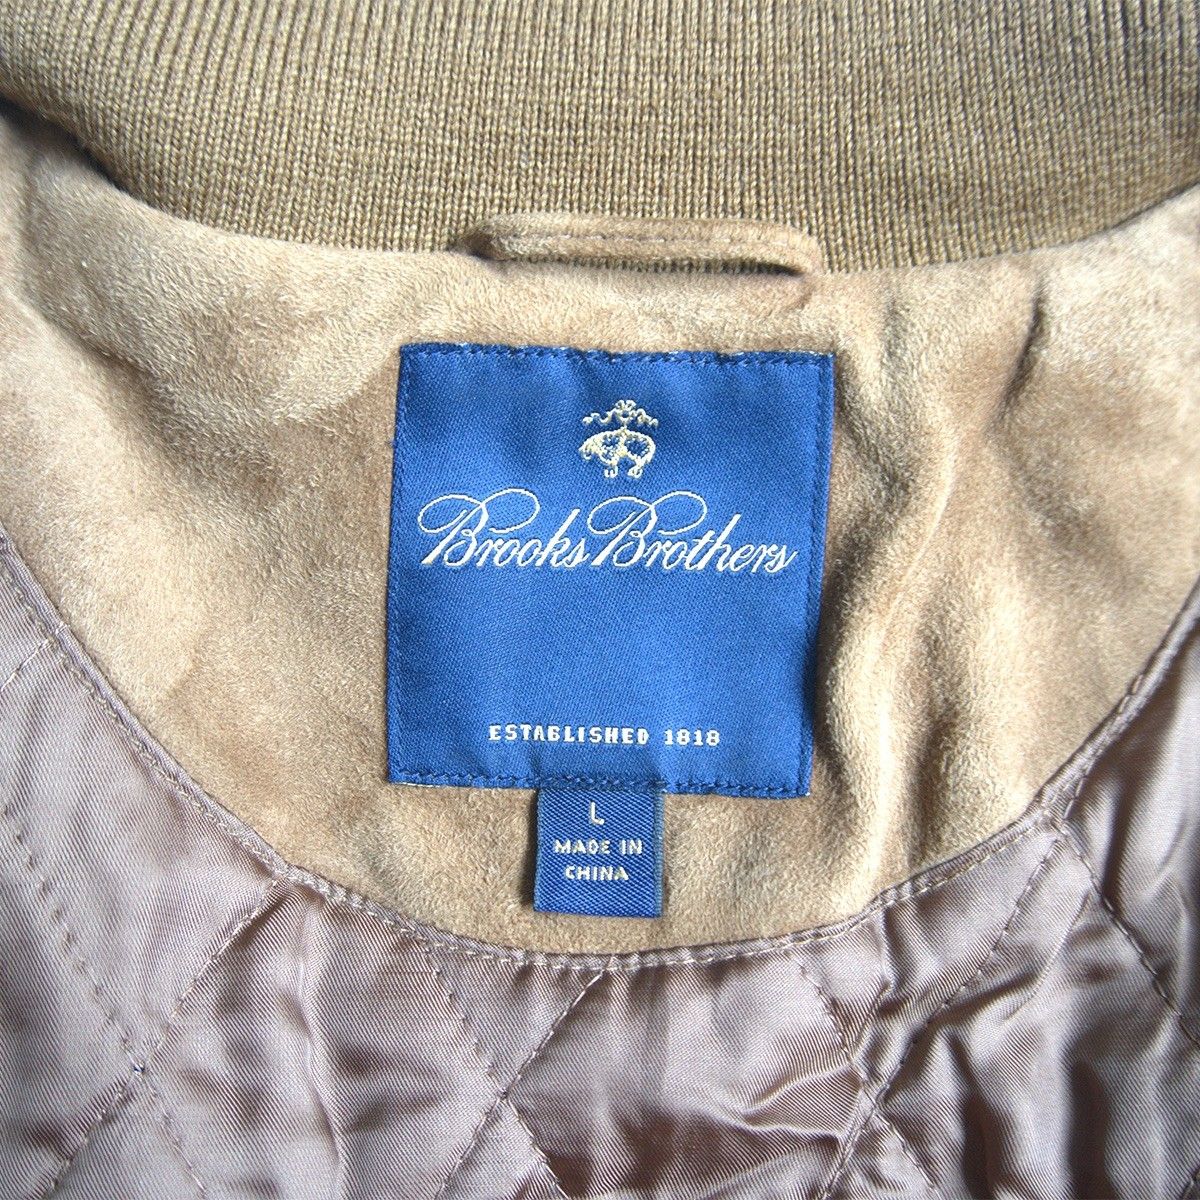 Brooks Brothers
ESTABLISHED 1818
L
MADE IN
CHINA